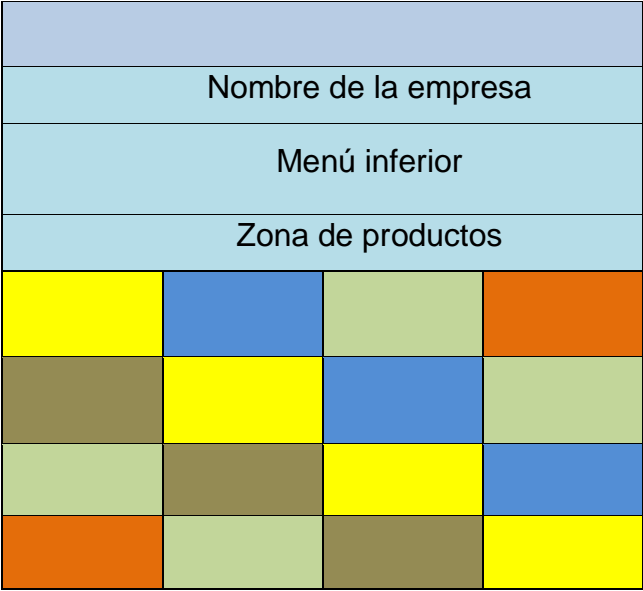 Nombre de la empresa
Menú inferior
Zona de productos